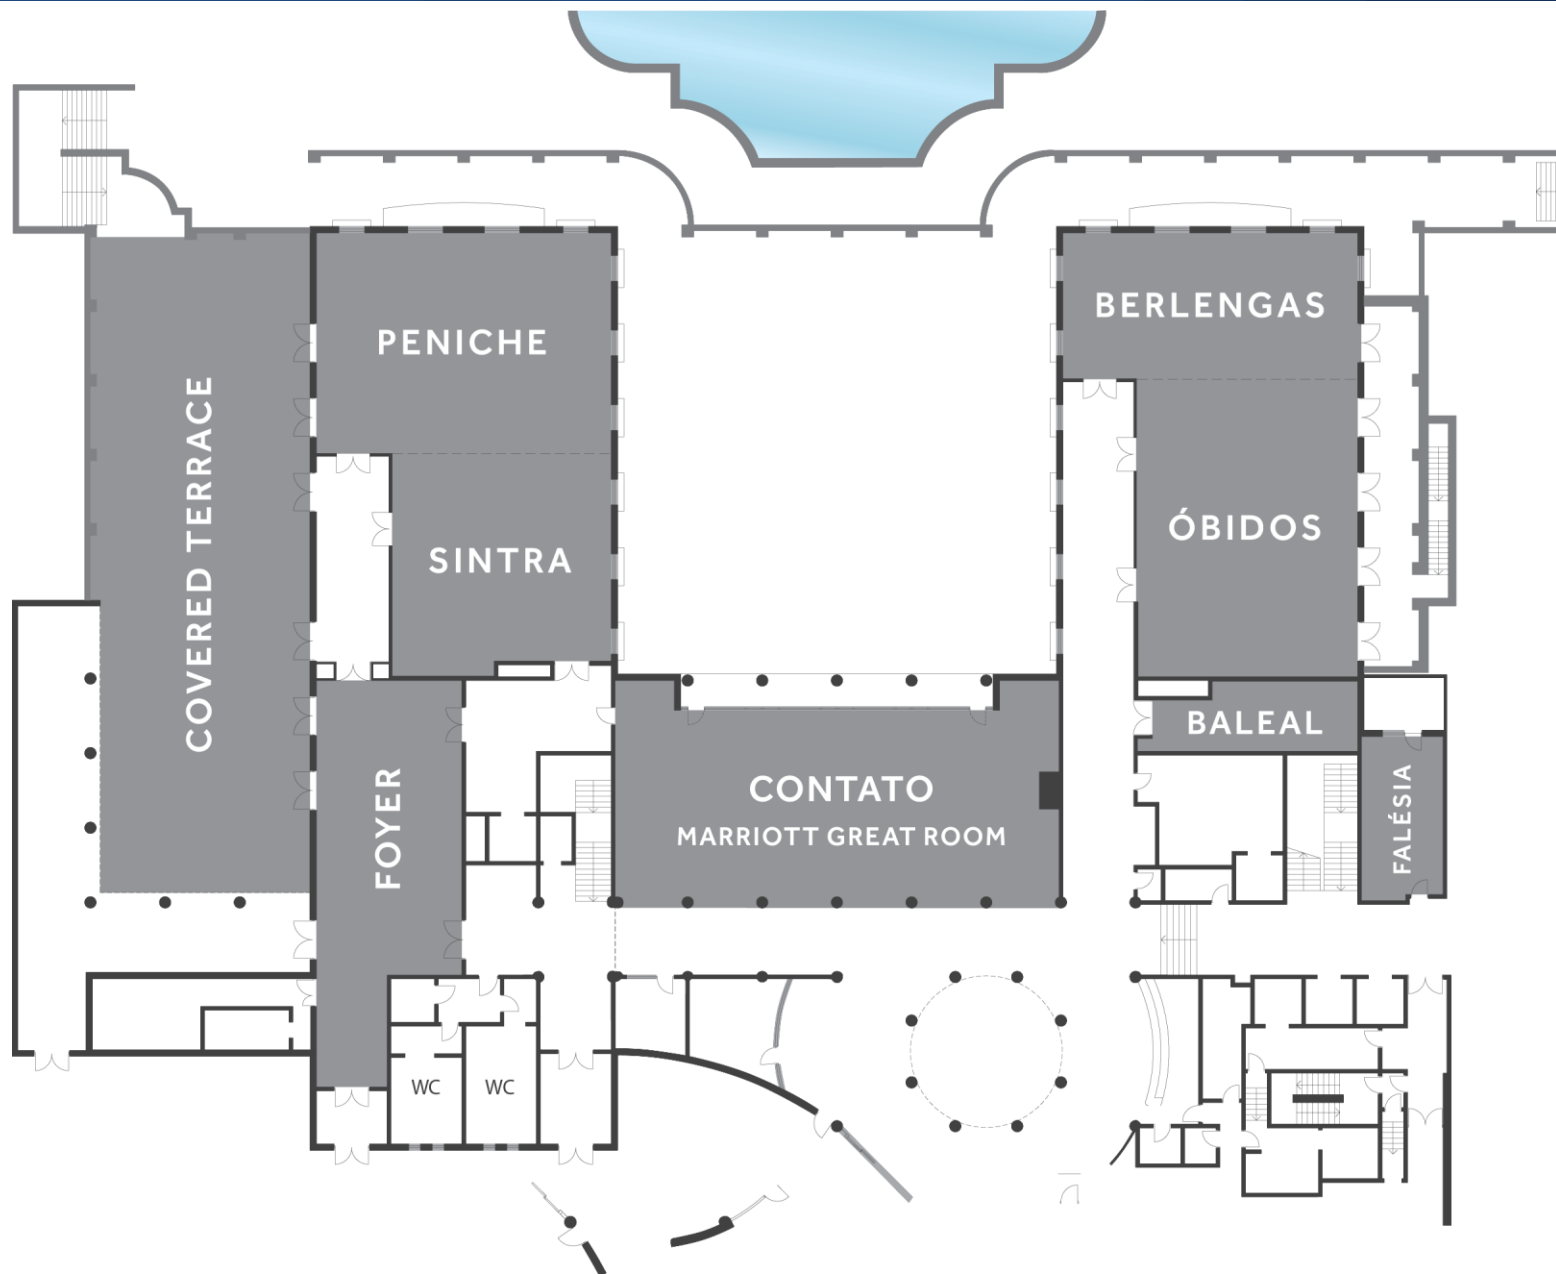 BERLENGAS
PENICHE
COVERED TERRACE
ÓBIDOS
SINTRA
BALEAL
CONTATO
MARRIOTT GREAT ROOM
FOYER
FALÉSIA
WC
WC